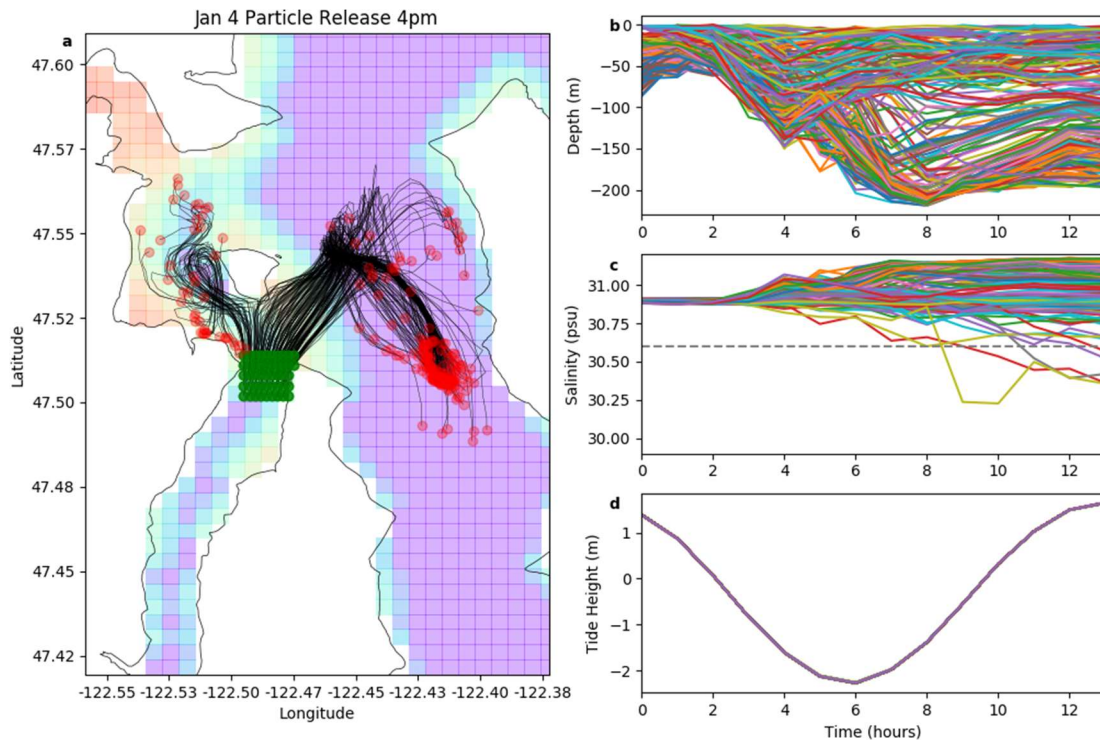 Jan 4 Particle Release 4pm
a
47.60
47.57
47.55
47.52
47.50
47.48
47.45
47.42
Latitude
-122.55 -122.53 -122.50 -122.47 -122.45 -122.43 -122.40 -122.38
Longitude
b
0
-50
-100
-150
-200
Depth (m)
0 2 4 6 8 10 12
c
31.00
30.75
30.50
30.25
30.00
Salinity (psu)
0 2 4 6 8 10 12
d
1
0
-1
-2
Tide Height (m)
0 2 4 6 8 10 12
Time (hours)